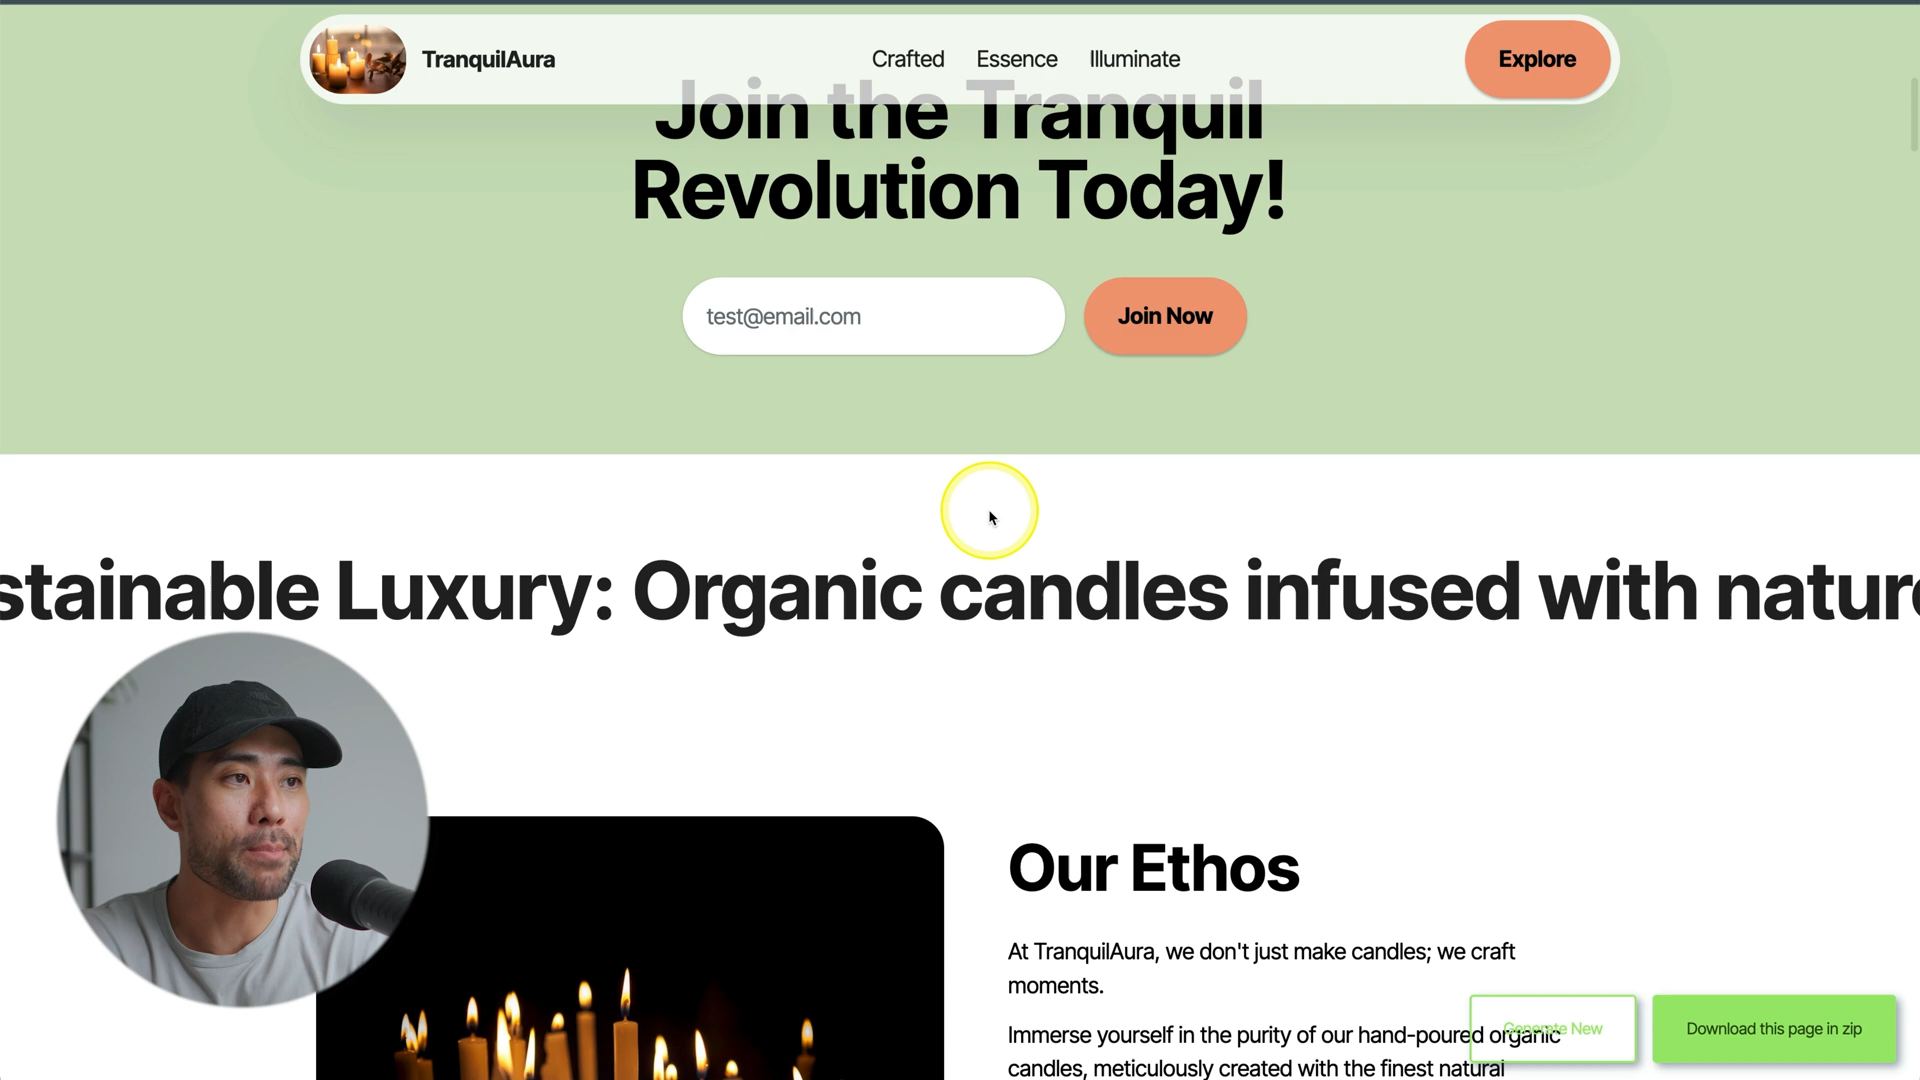 TranquilAura
Crafted Essence Illuminate
Explore
Join the Tranquil
Revolution Today!
test@email.com
Join Now
stainable Luxury: Organic candles infused with nature
Our Ethos
At TranquilAura, we don't just make candles; we craft
moments.
Immerse yourself in the purity of our hand-poured organic
candles, meticulously created with the finest natural
Generate New
Download this page in zip